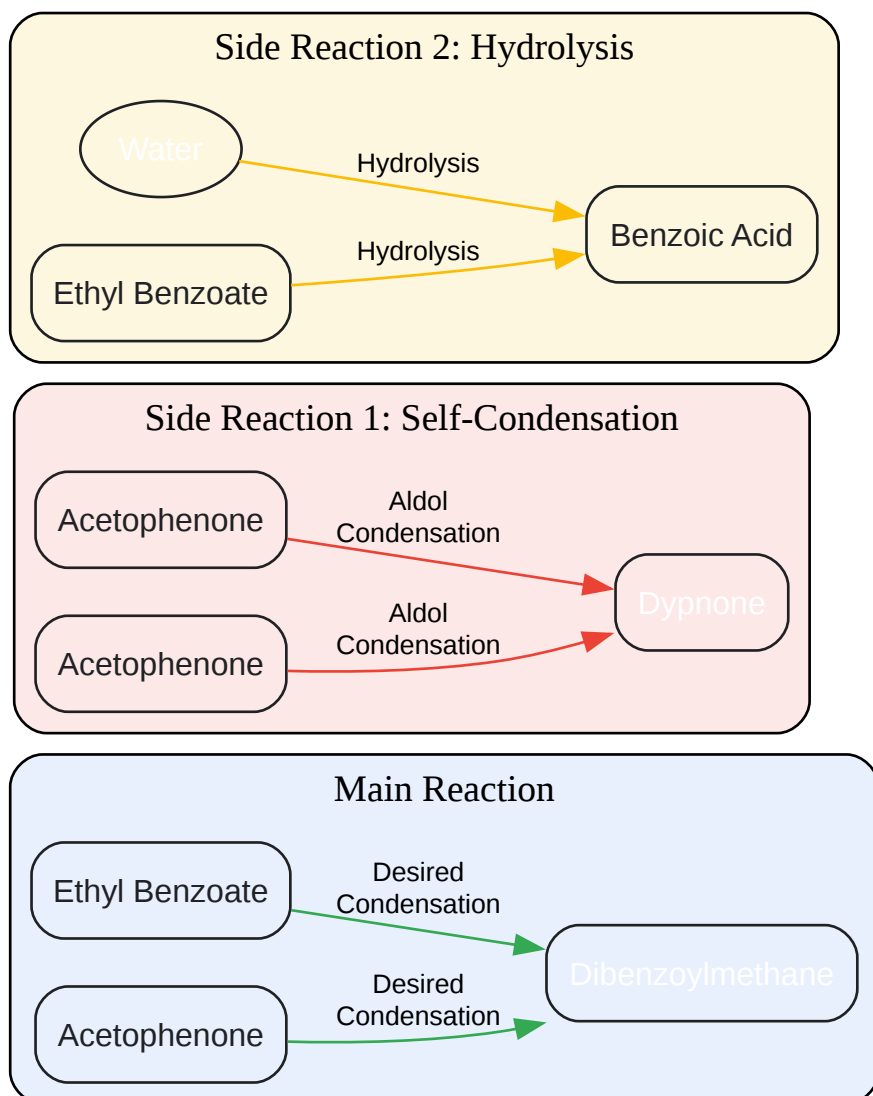 Side Reaction 2: Hydrolysis
Water
Hydrolysis
Benzoic Acid
Hydrolysis
Ethyl Benzoate
Side Reaction 1: Self-Condensation
Acetophenone
Aldol
Condensation
Dypnone
Aldol
Condensation
Acetophenone
Main Reaction
Ethyl Benzoate
Desired
Condensation
Dibenzoylmethane
Desired
Condensation
Acetophenone